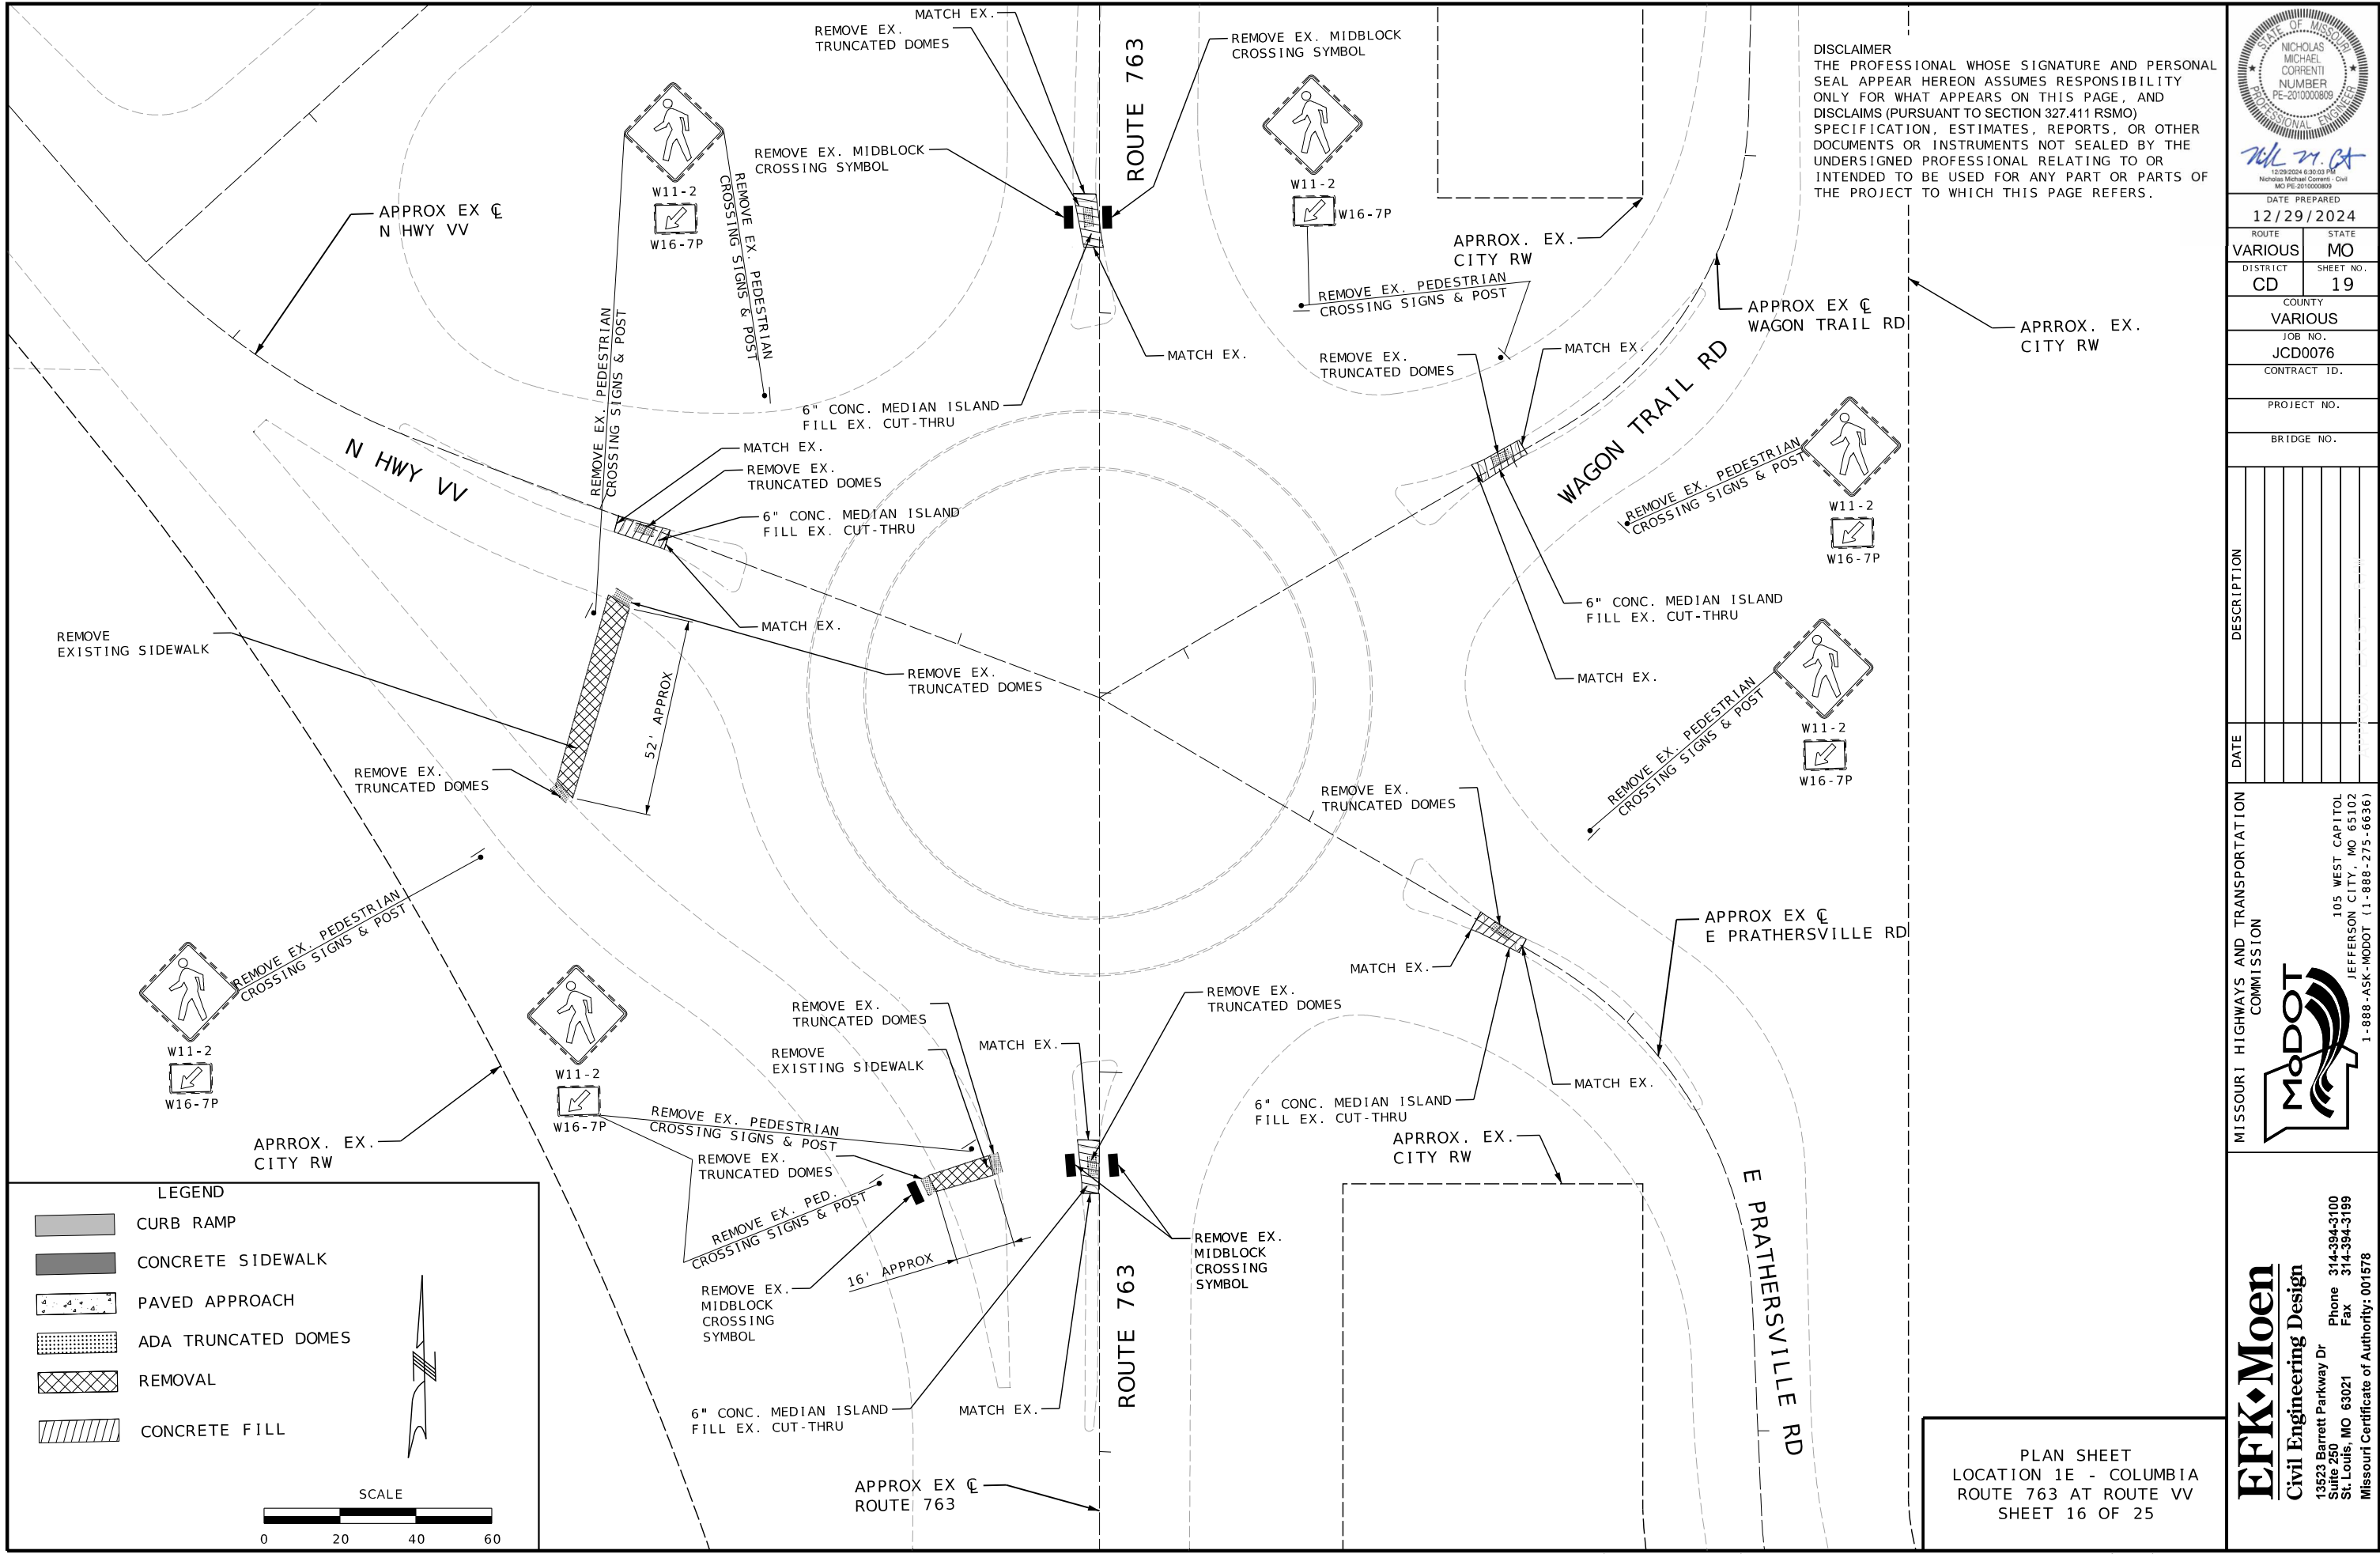 MATCH EX.
REMOVE EX.
TRUNCATED DOMES
ROUTE 763
REMOVE EX. MIDBLOCK
CROSSING SYMBOL
REMOVE EX. MIDBLOCK
CROSSING SYMBOL
W11-2
W16-7P
REMOVE EX. PEDESTRIAN
CROSSING SIGNS & POST
REMOVE EX. PEDESTRIAN
CROSSING SIGNS & POST
APPROX EX ℄
N HWY VV
W11-2
W16-7P
APRROX. EX.
CITY RW
REMOVE EX. PEDESTRIAN
CROSSING SIGNS & POST
DISCLAIMER
THE PROFESSIONAL WHOSE SIGNATURE AND PERSONAL
SEAL APPEAR HEREON ASSUMES RESPONSIBILITY
ONLY FOR WHAT APPEARS ON THIS PAGE, AND
DISCLAIMS (PURSUANT TO SECTION 327.411 RSMO)
SPECIFICATION, ESTIMATES, REPORTS, OR OTHER
DOCUMENTS OR INSTRUMENTS NOT SEALED BY THE
UNDERSIGNED PROFESSIONAL RELATING TO OR
INTENDED TO BE USED FOR ANY PART OR PARTS OF
THE PROJECT TO WHICH THIS PAGE REFERS.
APPROX EX ℄
WAGON TRAIL RD
APRROX. EX.
CITY RW
MATCH EX.
REMOVE EX.
TRUNCATED DOMES
MATCH EX.
6" CONC. MEDIAN ISLAND
FILL EX. CUT-THRU
WAGON TRAIL RD
N HWY VV
MATCH EX.
REMOVE EX.
TRUNCATED DOMES
6" CONC. MEDIAN ISLAND
FILL EX. CUT-THRU
MATCH EX.
REMOVE EX. PEDESTRIAN
CROSSING SIGNS & POST
W11-2
W16-7P
6" CONC. MEDIAN ISLAND
FILL EX. CUT-THRU
MATCH EX.
REMOVE
EXISTING SIDEWALK
REMOVE EX.
TRUNCATED DOMES
52' APPROX
REMOVE EX.
TRUNCATED DOMES
REMOVE EX. PEDESTRIAN
CROSSING SIGNS & POST
W11-2
W16-7P
REMOVE EX.
TRUNCATED DOMES
REMOVE EX. PEDESTRIAN
CROSSING SIGNS & POST
W11-2
W16-7P
APPROX EX ℄
E PRATHERSVILLE RD
MATCH EX.
MATCH EX.
6" CONC. MEDIAN ISLAND
FILL EX. CUT-THRU
APRROX. EX.
CITY RW
E PRATHERSVILLE RD
W11-2
W16-7P
REMOVE EX.
TRUNCATED DOMES
REMOVE
EXISTING SIDEWALK
MATCH EX.
REMOVE EX.
TRUNCATED DOMES
REMOVE EX. PEDESTRIAN
CROSSING SIGNS & POST
REMOVE EX.
TRUNCATED DOMES
REMOVE EX. PED.
CROSSING SIGNS & POST
REMOVE EX.
MIDBLOCK
CROSSING
SYMBOL
16' APPROX
REMOVE EX.
MIDBLOCK
CROSSING
SYMBOL
6" CONC. MEDIAN ISLAND
FILL EX. CUT-THRU
MATCH EX.
ROUTE 763
APPROX EX ℄
ROUTE 763
APRROX. EX.
CITY RW
LEGEND
CURB RAMP
CONCRETE SIDEWALK
PAVED APPROACH
ADA TRUNCATED DOMES
REMOVAL
CONCRETE FILL
N
SCALE
0 20 40 60
PLAN SHEET
LOCATION 1E - COLUMBIA
ROUTE 763 AT ROUTE VV
SHEET 16 OF 25
STATE OF MISSOURI
NICHOLAS
MICHAEL
CORRENTI
NUMBER
PE-2010000809
PROFESSIONAL ENGINEER
12/29/2024 6:30:03 PM
Nicholas Michael Correnti - Civil
MO PE-2010000809
DATE PREPARED
12/29/2024
ROUTE STATE
VARIOUS MO
DISTRICT SHEET NO.
CD 19
COUNTY
VARIOUS
JOB NO.
JCD0076
CONTRACT ID.
PROJECT NO.
BRIDGE NO.
DESCRIPTION
DATE
MISSOURI HIGHWAYS AND TRANSPORTATION
COMMISSION
MODOT
105 WEST CAPITOL
JEFFERSON CITY, MO 65102
1-888-ASK-MODOT (1-888-275-6636)
EFK Moen
Civil Engineering Design
13523 Barrett Parkway Dr
Suite 250 Phone 314-394-3100
St. Louis, MO 63021 Fax 314-394-3199
Missouri Certificate of Authority: 001578